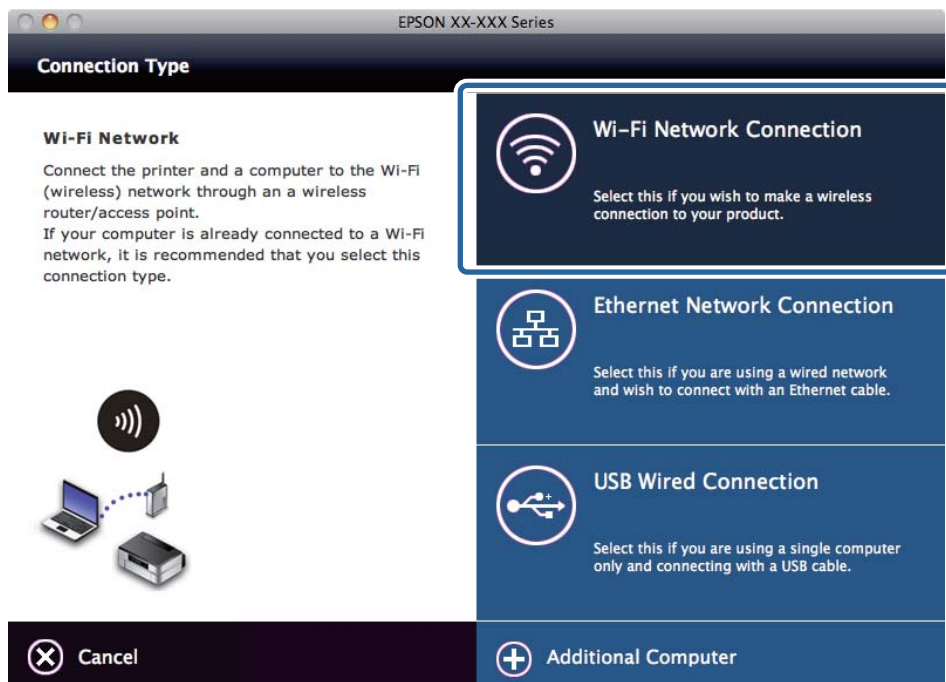 EPSON XX-XXX Series
Connection Type
Wi-Fi Network
Connect the printer and a computer to the Wi-Fi
(wireless) network through an a wireless
router/access point.
If your computer is already connected to a Wi-Fi
network, it is recommended that you select this
connection type.
Wi-Fi Network Connection
Select this if you wish to make a wireless
connection to your product.
Ethernet Network Connection
Select this if you are using a wired network
and wish to connect with an Ethernet cable.
USB Wired Connection
Select this if you are using a single computer
only and connecting with a USB cable.
Cancel
Additional Computer